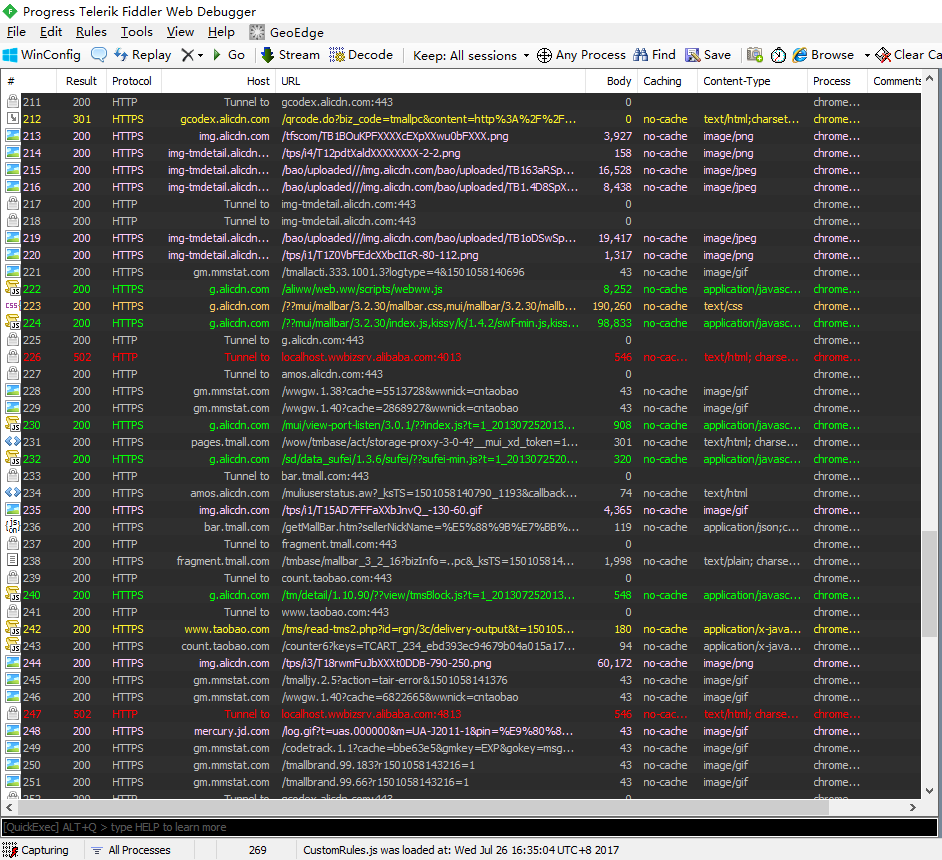 Progress Telerik Fiddler Web Debugger
File Edit Rules Tools View Help GeoEdge
WinConfig Replay Go Stream Decode Keep: All sessions Any Process Find Save Browse Clear Ca
# Result Protocol Host URL Body Caching Content-Type Process Comments
211 200 HTTP Tunnel to gcodex.alicdn.com:443 0 chrome...
212 301 HTTPS gcodex.alicdn.com /qrcode.do?biz_code=tmallpc&content=http%3A%2F%2F... 0 no-cache text/html;charset... chrome...
213 200 HTTPS img.alicdn.com /tfscom/TB1BOuKPFXXXXcEXpXXwu0bFXXX.png 3,927 no-cache image/png chrome...
214 200 HTTPS img-tmdetail.alicdn... /tps/i4/T12pdtXaldXXXXXXXX-2-2.png 158 no-cache image/png chrome...
215 200 HTTPS img-tmdetail.alicdn... /bao/uploaded///img.alicdn.com/bao/uploaded/TB163aRSp... 16,528 no-cache image/jpeg chrome...
216 200 HTTPS img-tmdetail.alicdn... /bao/uploaded///img.alicdn.com/bao/uploaded/TB1.4D8SpX... 8,438 no-cache image/jpeg chrome...
217 200 HTTP Tunnel to img-tmdetail.alicdn.com:443 0 chrome...
218 200 HTTP Tunnel to img-tmdetail.alicdn.com:443 0 chrome...
219 200 HTTPS img-tmdetail.alicdn... /bao/uploaded///img.alicdn.com/bao/uploaded/TB1oDSwSp... 19,417 no-cache image/jpeg chrome...
220 200 HTTPS img-tmdetail.alicdn... /tps/i1/T1Z0VbFEdcXXbcIIcR-80-112.png 1,317 no-cache image/png chrome...
221 200 HTTPS gm.mmstat.com /tmallacti.333.1001.3?logtype=4&1501058140696 43 no-cache image/gif chrome...
222 200 HTTPS g.alicdn.com /aliww/web.ww/scripts/webww.js 8,252 no-cache application/javasc... chrome...
223 200 HTTPS g.alicdn.com /??mui/mallbar/3.2.30/mallbar.css,mui/mallbar/3.2.30/mallb... 190,260 no-cache text/css chrome...
224 200 HTTPS g.alicdn.com /??mui/mallbar/3.2.30/index.js,kissy/k/1.4.2/swf-min.js,kiss... 98,833 no-cache application/javasc... chrome...
225 200 HTTP Tunnel to g.alicdn.com:443 0 chrome...
226 502 HTTP Tunnel to localhost.wwbizsrv.alibaba.com:4013 546 no-cac... text/html; charse... chrome...
227 200 HTTP Tunnel to amos.alicdn.com:443 0 chrome...
228 200 HTTPS gm.mmstat.com /wwgw.1.38?cache=5513728&wwnick=cntaobao 43 no-cache image/gif chrome...
229 200 HTTPS gm.mmstat.com /wwgw.1.40?cache=2868927&wwnick=cntaobao 43 no-cache image/gif chrome...
230 200 HTTPS g.alicdn.com /mui/view-port-listen/3.0.1/??index.js?t=1_201307252013... 908 no-cache application/javasc... chrome...
231 200 HTTPS pages.tmall.com /wow/tmbase/act/storage-proxy-3-0-4?__mui_xd_token=1... 301 no-cache text/html; charse... chrome...
232 200 HTTPS g.alicdn.com /sd/data_sufei/1.3.6/sufei/??sufei-min.js?t=1_2013072520... 320 no-cache application/javasc... chrome...
233 200 HTTP Tunnel to bar.tmall.com:443 0 chrome...
234 200 HTTPS amos.alicdn.com /muliuserstatus.aw?_ksTS=1501058140790_1193&callback... 74 no-cache text/html chrome...
235 200 HTTPS img.alicdn.com /tps/i1/T15AD7FFFaXXbJnvQ_-130-60.gif 4,365 no-cache image/gif chrome...
236 200 HTTPS bar.tmall.com /getMallBar.htm?sellerNickName=%E5%88%9B%E7%BB%... 119 no-cache application/json;c... chrome...
237 200 HTTP Tunnel to fragment.tmall.com:443 0 chrome...
238 200 HTTPS fragment.tmall.com /tmbase/mallbar_3_2_16?bizInfo=..pc&_ksTS=150105814... 1,998 no-cache text/plain; charse... chrome...
239 200 HTTP Tunnel to count.taobao.com:443 0 chrome...
240 200 HTTPS g.alicdn.com /tm/detail/1.10.90/??view/tmsBlock.js?t=1_201307252013... 548 no-cache application/javasc... chrome...
241 200 HTTP Tunnel to www.taobao.com:443 0 chrome...
242 200 HTTPS www.taobao.com /tms/read-tms2.php?id=rgn/3c/delivery-output&t=150105... 180 no-cache application/x-java... chrome...
243 200 HTTPS count.taobao.com /counter6?keys=TCART_234_ebd393ec94679b04a015a17... 94 no-cache application/x-java... chrome...
244 200 HTTPS img.alicdn.com /tps/i3/T18rwmFuJbXXXt0DDB-790-250.png 60,172 no-cache image/png chrome...
245 200 HTTPS gm.mmstat.com /tmalljy.2.5?action=tair-error&1501058141376 43 no-cache image/gif chrome...
246 200 HTTPS gm.mmstat.com /wwgw.1.40?cache=6822665&wwnick=cntaobao 43 no-cache image/gif chrome...
247 502 HTTP Tunnel to localhost.wwbizsrv.alibaba.com:4813 546 no-cac... text/html; charse... chrome...
248 200 HTTPS mercury.jd.com /log.gif?t=uas.000000&m=UA-J2011-1&pin=%E9%80%8... 43 no-cache image/gif chrome...
249 200 HTTPS gm.mmstat.com /codetrack.1.1?cache=bbe63e5&gmkey=EXP&gokey=msg... 43 no-cache image/gif chrome...
250 200 HTTPS gm.mmstat.com /tmallbrand.99.183?r1501058143216=1 43 no-cache image/gif chrome...
251 200 HTTPS gm.mmstat.com /tmallbrand.99.66?r1501058143216=1 43 no-cache image/gif chrome...
252 200 HTTP Tunnel to gcodex.alicdn.com:443 0 chrome...
[QuickExec] ALT+Q > type HELP to learn more
Capturing All Processes 269 CustomRules.js was loaded at: Wed Jul 26 16:35:04 UTC+8 2017